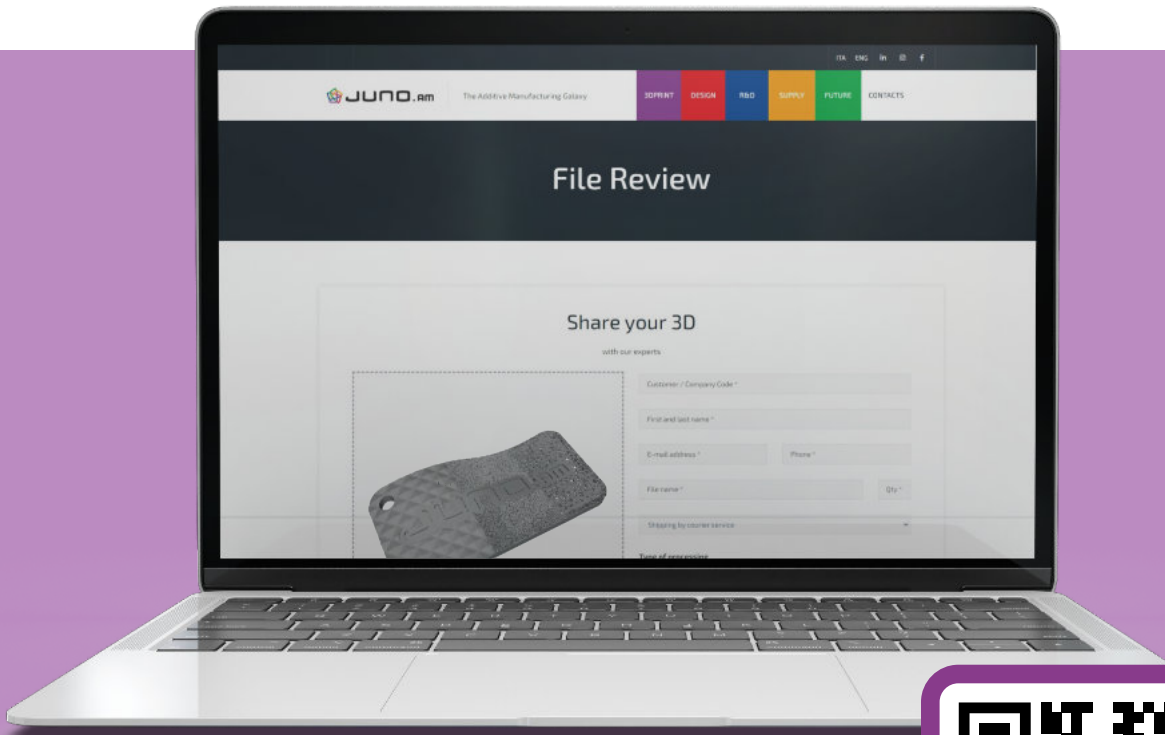 ITA ENG in f
JUNO.am
The Additive Manufacturing Galaxy
3DPRINT DESIGN R&D SUPPLY FUTURE CONTACTS
File Review
Share your 3D
with our experts
Customer / Company Code *
First and last name *
E-mail address * Phone *
File name * Qty *
Shipping by courier service
Type of processing